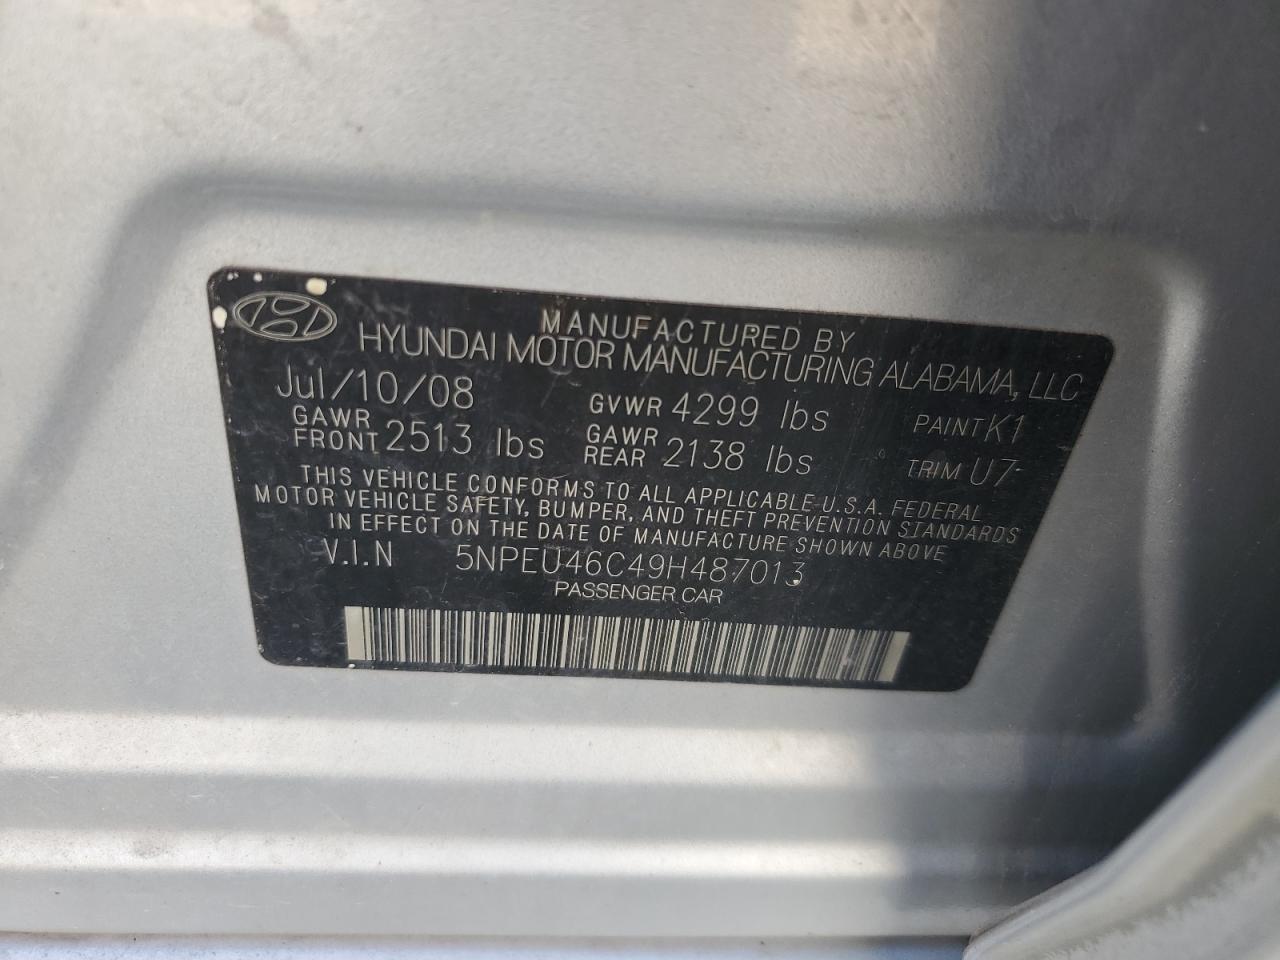 MANUFACTURED BY
HYUNDAI MOTOR MANUFACTURING ALABAMA, LLC
Jul/10/08 GVWR 4299 lbs PAINT K1
GAWR FRONT 2513 lbs GAWR REAR 2138 lbs TRIM U7
THIS VEHICLE CONFORMS TO ALL APPLICABLE U.S.A. FEDERAL
MOTOR VEHICLE SAFETY, BUMPER, AND THEFT PREVENTION STANDARDS
IN EFFECT ON THE DATE OF MANUFACTURE SHOWN ABOVE
V.I.N 5NPEU46C49H487013
PASSENGER CAR